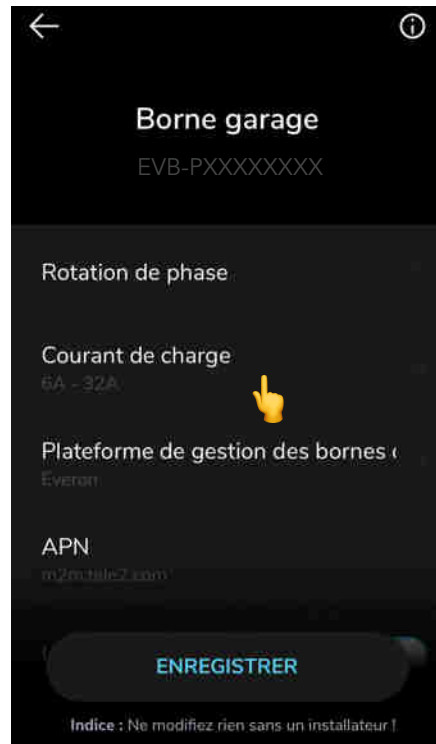 Borne garage
EVB-PXXXXXXXX
Rotation de phase
Courant de charge
6A - 32A
Plateforme de gestion des bornes
Everon
APN
m2m.tele2.com
ENREGISTRER
Indice : Ne modifiez rien sans un installateur !